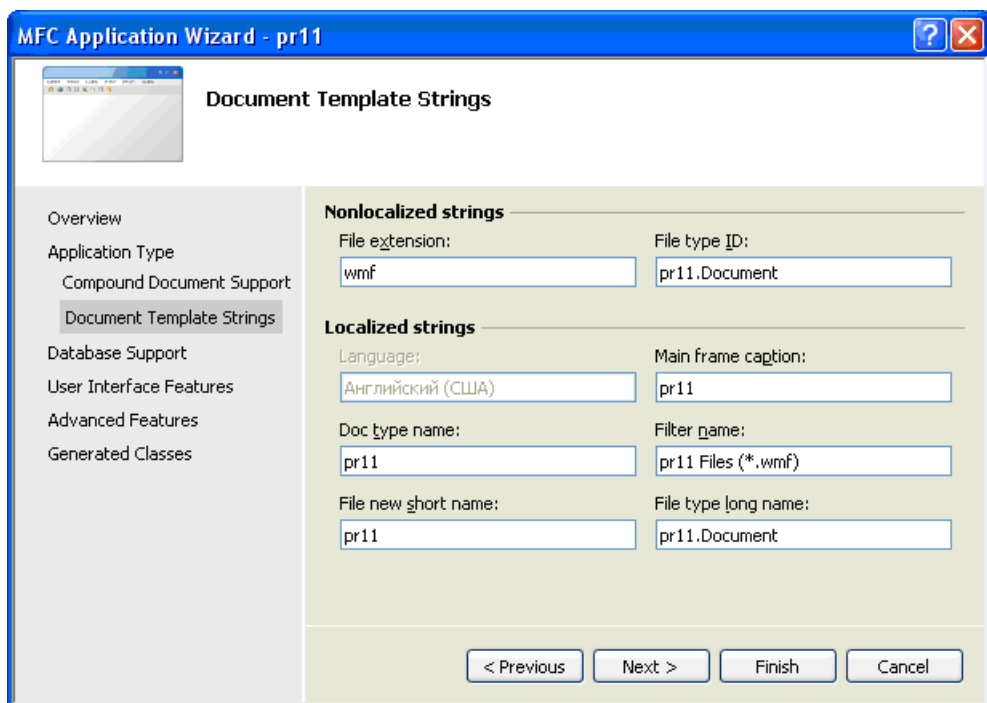 MFC Application Wizard - pr11
Document Template Strings
Overview
Application Type
Compound Document Support
Document Template Strings
Database Support
User Interface Features
Advanced Features
Generated Classes
Nonlocalized strings
File extension:
File type ID:
wmf
pr11.Document
Localized strings
Language:
Main frame caption:
Английский (США)
pr11
Doc type name:
Filter name:
pr11
pr11 Files (*.wmf)
File new short name:
File type long name:
pr11
pr11.Document
< Previous
Next >
Finish
Cancel